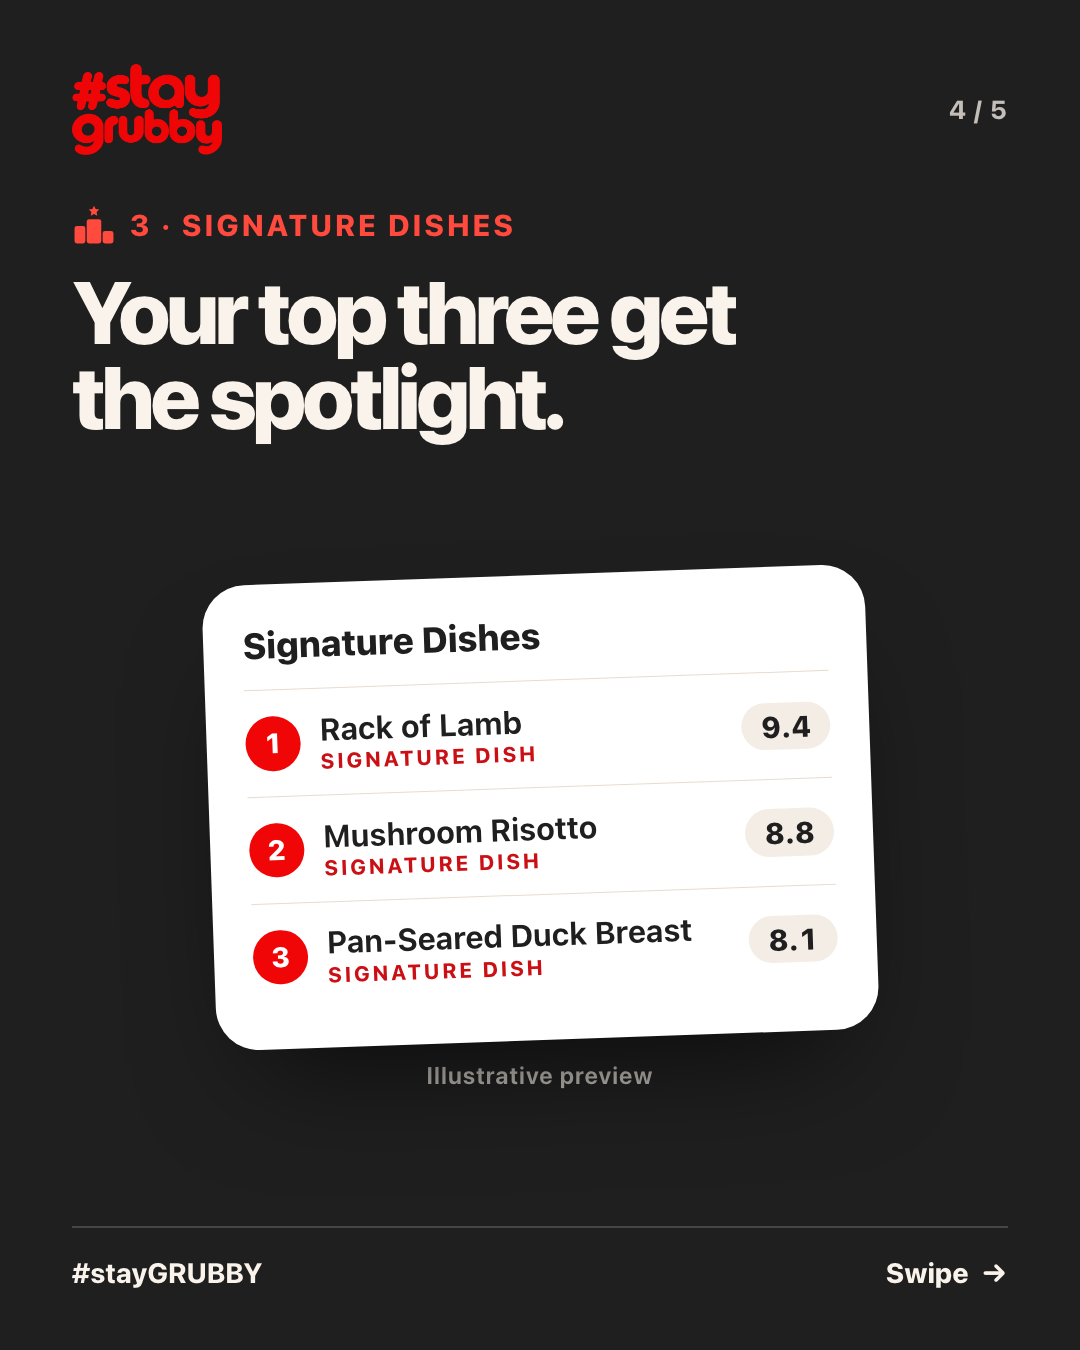 #stay
grubby
4 / 5
3 · SIGNATURE DISHES
Your top three get
the spotlight.
Signature Dishes
1 Rack of Lamb 9.4
SIGNATURE DISH
2 Mushroom Risotto 8.8
SIGNATURE DISH
3 Pan-Seared Duck Breast 8.1
SIGNATURE DISH
Illustrative preview
#stayGRUBBY Swipe →